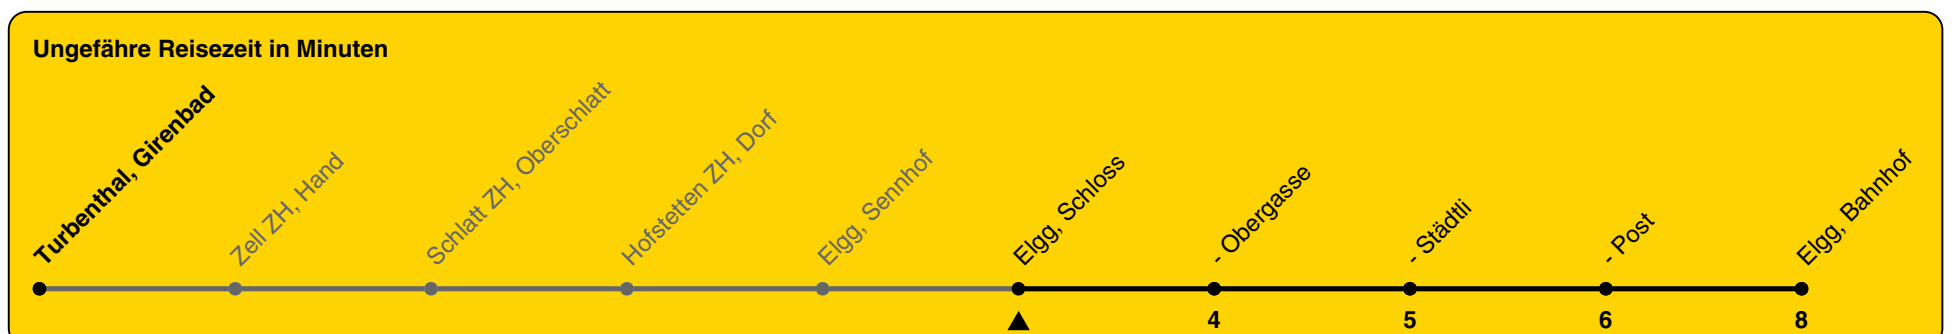 Ungefähre Reisezeit in Minuten
Turbenthal, Girenbad
Zell ZH, Hand
Schlatt ZH, Oberschlatt
Hofstetten ZH, Dorf
Elgg, Sennhof
Elgg, Schloss
- Obergasse
- Städtli
- Post
Elgg, Bahnhof
4 5 6 8